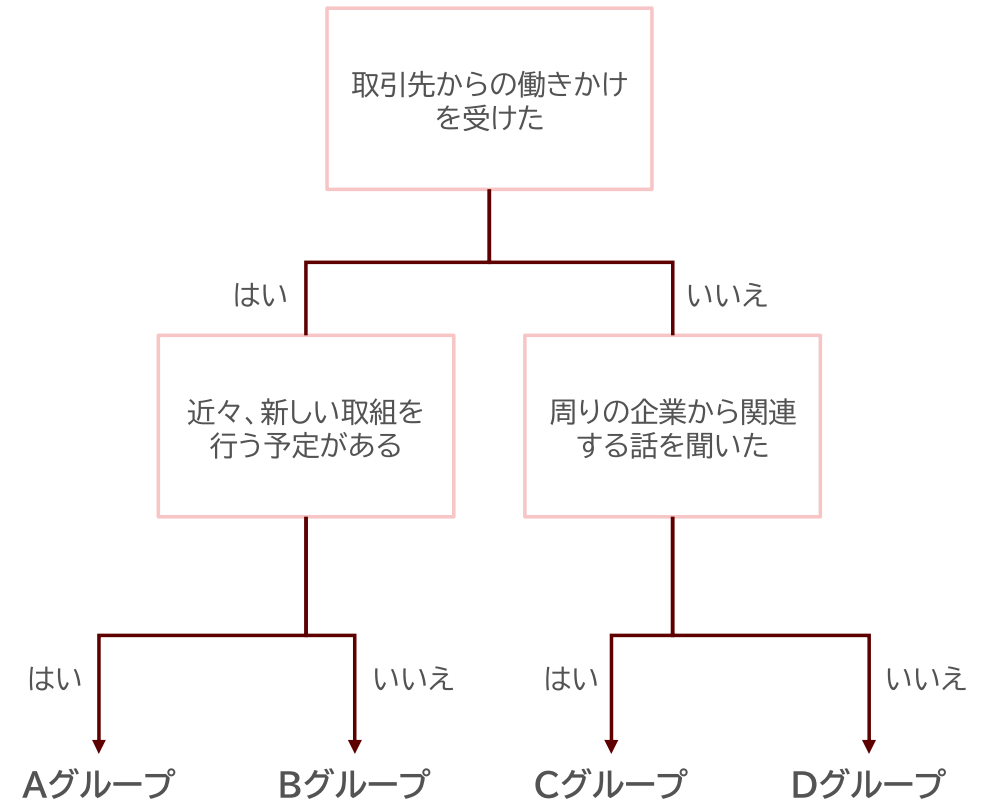 取引先からの働きかけ
を受けた
はい
いいえ
近々、新しい取組を
行う予定がある
周りの企業から関連
する話を聞いた
はい
いいえ
はい
いいえ
Aグループ
Bグループ
Cグループ
Dグループ